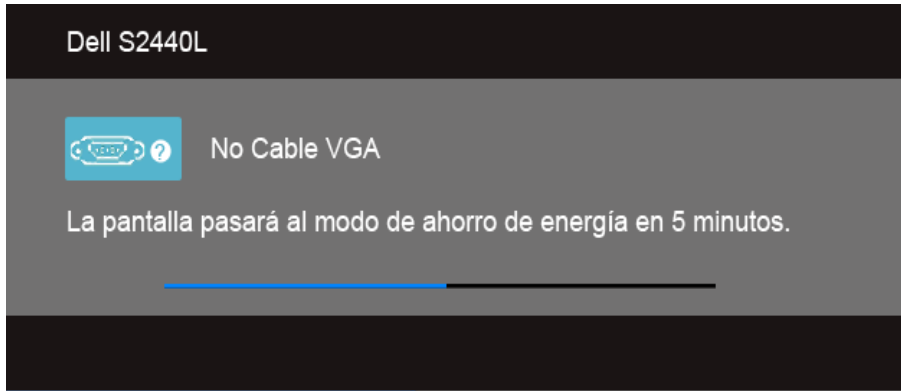 Dell S2440L
No Cable VGA
La pantalla pasará al modo de ahorro de energía en 5 minutos.